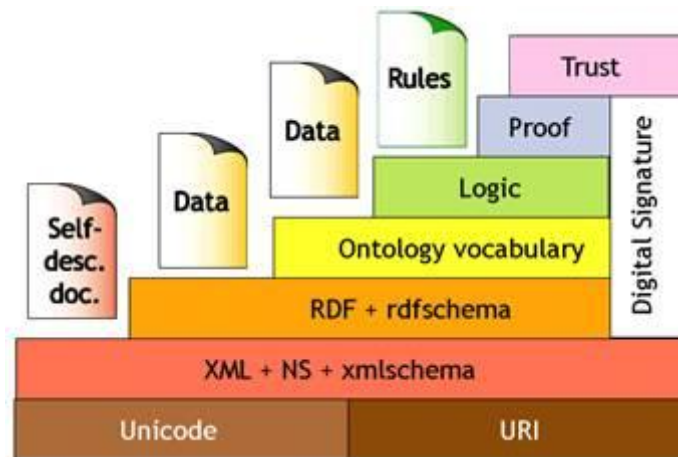 Trust
Rules
Proof
Data
Logic
Data
Digital Signature
Self-
desc.
doc.
Ontology vocabulary
RDF + rdfschema
XML + NS + xmlschema
Unicode
URI